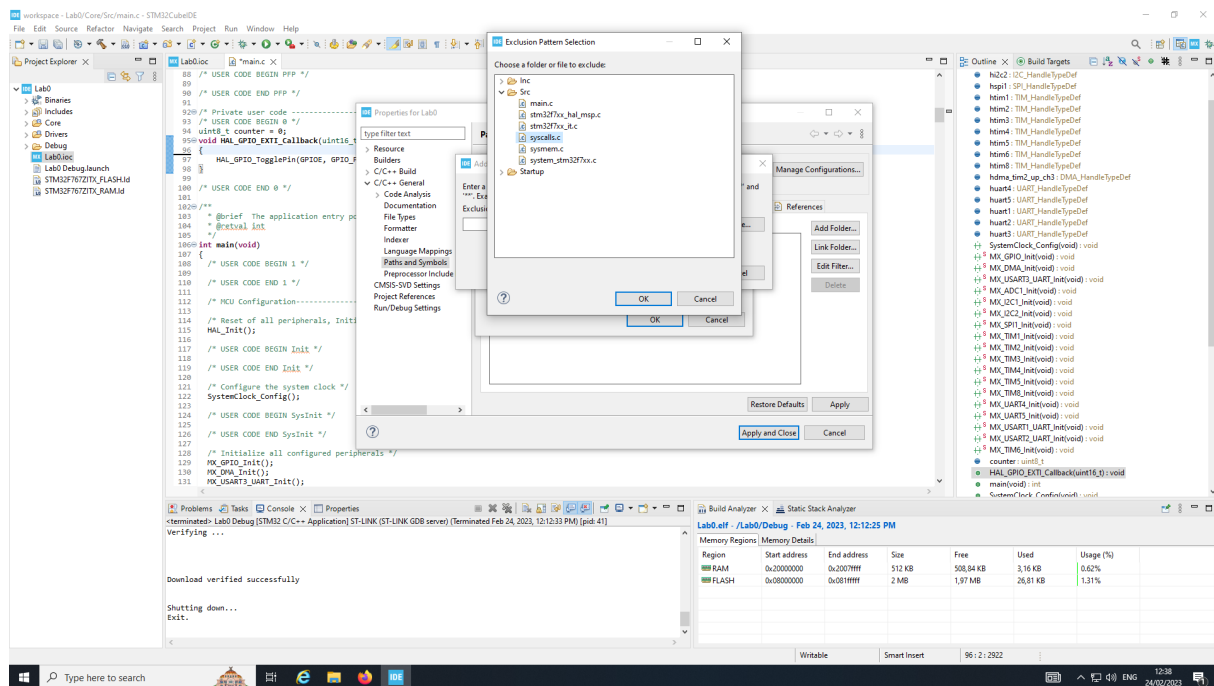 workspace - Lab0/Core/Src/main.c - STM32CubeIDE
File Edit Source Refactor Navigate Search Project Run Window Help
Project Explorer
Lab0
Binaries
Includes
Core
Drivers
Debug
Lab0.ioc
Lab0 Debug.launch
STM32F767ZITX_FLASH.ld
STM32F767ZITX_RAM.ld
Lab0.ioc
*main.c
88 /* USER CODE BEGIN PFP */
89
90 /* USER CODE END PFP */
91
92 /* Private user code
93 /* USER CODE BEGIN 0 */
94 uint8_t counter = 0;
95 void HAL_GPIO_EXTI_Callback(uint16_t
96 {
97 HAL_GPIO_TogglePin(GPIOE, GPIO_P
98 }
99
100 /* USER CODE END 0 */
101
102 /**
103 * @brief The application entry po
104 * @retval int
105 */
106 int main(void)
107 {
108 /* USER CODE BEGIN 1 */
109
110 /* USER CODE END 1 */
111
112 /* MCU Configuration-------------
113
114 /* Reset of all peripherals, Initi
115 HAL_Init();
116
117 /* USER CODE BEGIN Init */
118
119 /* USER CODE END Init */
120
121 /* Configure the system clock */
122 SystemClock_Config();
123
124 /* USER CODE BEGIN SysInit */
125
126 /* USER CODE END SysInit */
127
128 /* Initialize all configured peripherals */
129 MX_GPIO_Init();
130 MX_DMA_Init();
131 MX_USART3_UART_Init();
Properties for Lab0
type filter text
Resource
Builders
C/C++ Build
C/C++ General
Code Analysis
Documentation
File Types
Formatter
Indexer
Language Mappings
Paths and Symbols
Preprocessor Include
CMSIS-SVD Settings
Project References
Run/Debug Settings
Manage Configurations...
References
Add Folder...
Link Folder...
Edit Filter...
Delete
Restore Defaults
Apply
Apply and Close
Cancel
OK
Cancel
Exclusion Pattern Selection
Choose a folder or file to exclude:
Inc
Src
main.c
stm32f7xx_hal_msp.c
stm32f7xx_it.c
syscalls.c
sysmem.c
system_stm32f7xx.c
Startup
OK
Cancel
Outline
Build Targets
hi2c2 : I2C_HandleTypeDef
hspi1 : SPI_HandleTypeDef
htim1 : TIM_HandleTypeDef
htim2 : TIM_HandleTypeDef
htim3 : TIM_HandleTypeDef
htim4 : TIM_HandleTypeDef
htim5 : TIM_HandleTypeDef
htim6 : TIM_HandleTypeDef
htim8 : TIM_HandleTypeDef
hdma_tim2_up_ch3 : DMA_HandleTypeDef
huart4 : UART_HandleTypeDef
huart5 : UART_HandleTypeDef
huart1 : UART_HandleTypeDef
huart2 : UART_HandleTypeDef
huart3 : UART_HandleTypeDef
SystemClock_Config(void) : void
MX_GPIO_Init(void) : void
MX_DMA_Init(void) : void
MX_USART3_UART_Init(void) : void
MX_ADC1_Init(void) : void
MX_I2C1_Init(void) : void
MX_I2C2_Init(void) : void
MX_SPI1_Init(void) : void
MX_TIM1_Init(void) : void
MX_TIM2_Init(void) : void
MX_TIM3_Init(void) : void
MX_TIM4_Init(void) : void
MX_TIM5_Init(void) : void
MX_TIM8_Init(void) : void
MX_UART4_Init(void) : void
MX_UART5_Init(void) : void
MX_USART1_UART_Init(void) : void
MX_USART2_UART_Init(void) : void
MX_TIM6_Init(void) : void
counter : uint8_t
HAL_GPIO_EXTI_Callback(uint16_t) : void
main(void) : int
SystemClock_Config(void) : void
Problems Tasks Console Properties
<terminated> Lab0 Debug [STM32 C/C++ Application] ST-LINK (ST-LINK GDB server) (Terminated Feb 24, 2023, 12:12:33 PM) [pid: 41]
Verifying ...
Download verified successfully
Shutting down...
Exit.
Build Analyzer Static Stack Analyzer
Lab0.elf - /Lab0/Debug - Feb 24, 2023, 12:12:25 PM
Memory Regions Memory Details
Region Start address End address Size Free Used Usage (%)
RAM 0x20000000 0x2007ffff 512 KB 508,84 KB 3,16 KB 0.62%
FLASH 0x08000000 0x081fffff 2 MB 1,97 MB 26,81 KB 1.31%
Writable Smart Insert 96 : 2 : 2922
Type here to search
ENG
12:38
24/02/2023